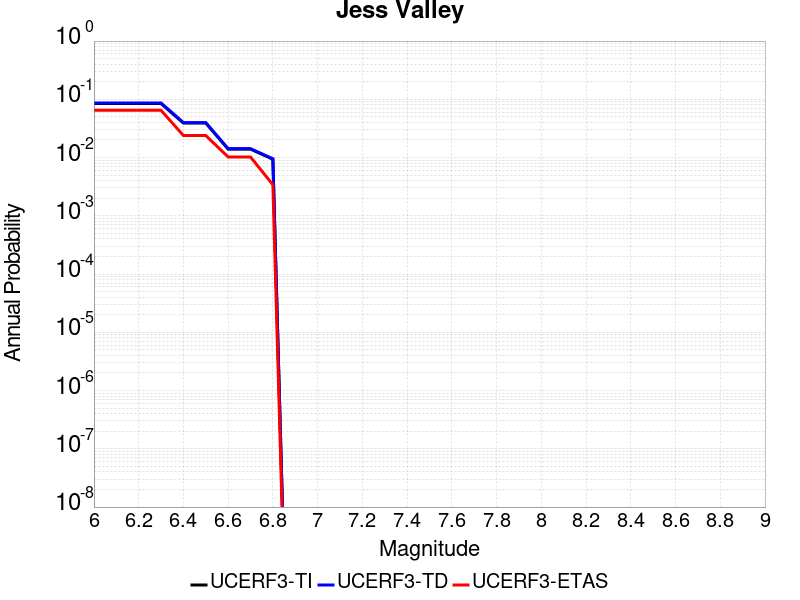 Jess Valley
10^0
10^-1
10^-2
10^-3
10^-4
10^-5
10^-6
10^-7
10^-8
Annual Probability
6 6.2 6.4 6.6 6.8 7 7.2 7.4 7.6 7.8 8 8.2 8.4 8.6 8.8 9
Magnitude
UCERF3-TI UCERF3-TD UCERF3-ETAS